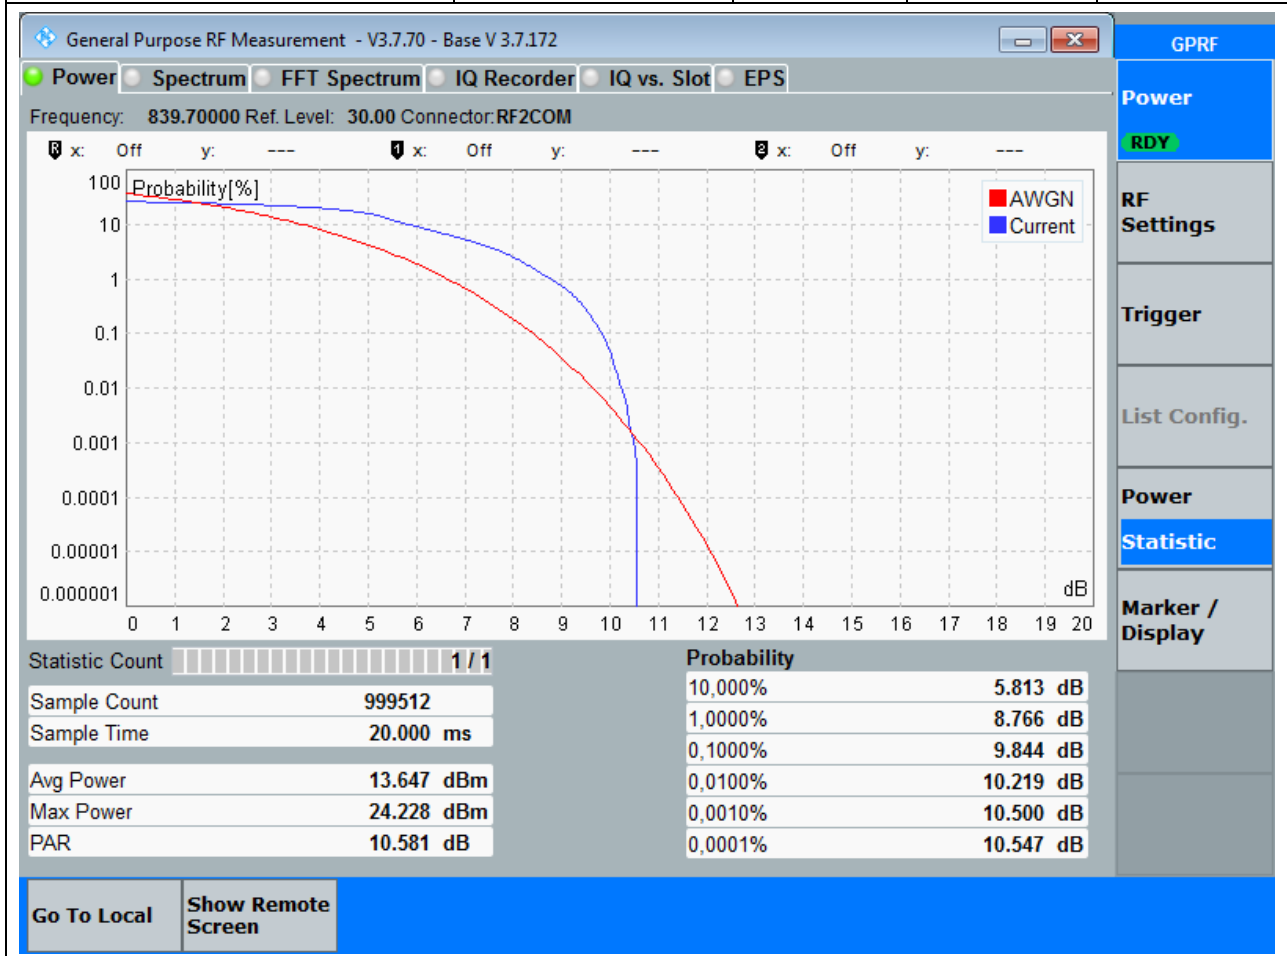 General Purpose RF Measurement - V3.7.70 - Base V 3.7.172
GPRF
Power Spectrum FFT Spectrum IQ Recorder IQ vs. Slot EPS
Frequency: 839.70000 Ref. Level: 30.00 Connector:RF2COM
R x: Off y: --- 1 x: Off y: --- 2 x: Off y: ---
Probability[%]
100
10
1
0.1
0.01
0.001
0.0001
0.00001
0.000001
AWGN
Current
dB
0 1 2 3 4 5 6 7 8 9 10 11 12 13 14 15 16 17 18 19 20
Statistic Count 1 / 1
Sample Count 999512
Sample Time 20.000 ms
Avg Power 13.647 dBm
Max Power 24.228 dBm
PAR 10.581 dB
Probability
10,000% 5.813 dB
1,0000% 8.766 dB
0,1000% 9.844 dB
0,0100% 10.219 dB
0,0010% 10.500 dB
0,0001% 10.547 dB
Power
RDY
RF
Settings
Trigger
List Config.
Power
Statistic
Marker /
Display
Go To Local
Show Remote
Screen